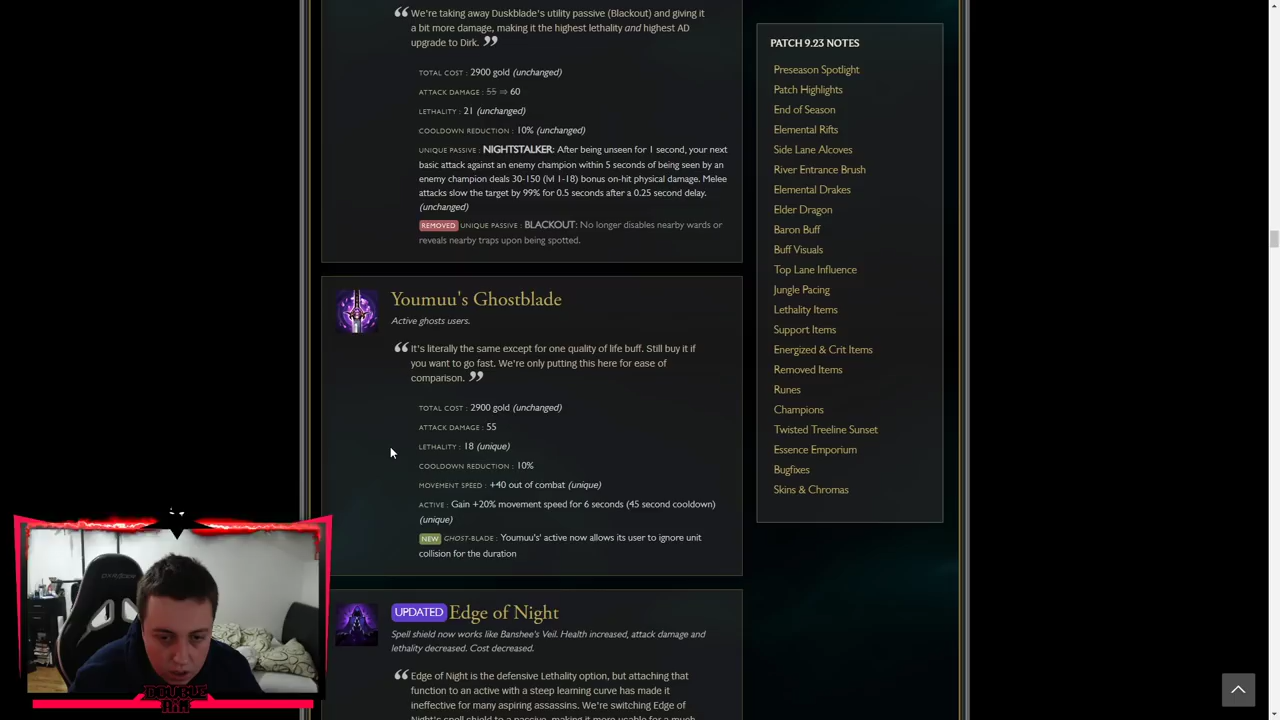 “ We're taking away Duskblade's utility passive (Blackout) and giving it
a bit more damage, making it the highest lethality and highest AD
upgrade to Dirk. ”
TOTAL COST : 2900 gold (unchanged)
ATTACK DAMAGE : 55 ⇒ 60
LETHALITY : 21 (unchanged)
COOLDOWN REDUCTION : 10% (unchanged)
UNIQUE PASSIVE : NIGHTSTALKER: After being unseen for 1 second, your next
basic attack against an enemy champion within 5 seconds of being seen by an
enemy champion deals 30-150 (lvl 1-18) bonus on-hit physical damage. Melee
attacks slow the target by 99% for 0.5 seconds after a 0.25 second delay.
(unchanged)
REMOVED UNIQUE PASSIVE : BLACKOUT: No longer disables nearby wards or
reveals nearby traps upon being spotted.
Youmuu's Ghostblade
Active ghosts users.
“ It's literally the same except for one quality of life buff. Still buy it if
you want to go fast. We're only putting this here for ease of
comparison. ”
TOTAL COST : 2900 gold (unchanged)
ATTACK DAMAGE : 55
LETHALITY : 18 (unique)
COOLDOWN REDUCTION : 10%
MOVEMENT SPEED : +40 out of combat (unique)
ACTIVE : Gain +20% movement speed for 6 seconds (45 second cooldown)
(unique)
NEW GHOST-BLADE : Youmuu's' active now allows its user to ignore unit
collision for the duration
UPDATED Edge of Night
Spell shield now works like Banshee's Veil. Health increased, attack damage and
lethality decreased. Cost decreased.
“ Edge of Night is the defensive Lethality option, but attaching that
function to an active with a steep learning curve has made it
ineffective for many aspiring assassins. We're switching Edge of
Night's spell shield to a passive, making it more usable for a much
PATCH 9.23 NOTES
Preseason Spotlight
Patch Highlights
End of Season
Elemental Rifts
Side Lane Alcoves
River Entrance Brush
Elemental Drakes
Elder Dragon
Baron Buff
Buff Visuals
Top Lane Influence
Jungle Pacing
Lethality Items
Support Items
Energized & Crit Items
Removed Items
Runes
Champions
Twisted Treeline Sunset
Essence Emporium
Bugfixes
Skins & Chromas